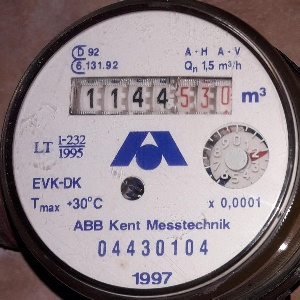 D 92 A - H A - V
6.131.92 Qn 1,5 m³/h
1144530 m³
LT 1-232
1995
EVK-DK
Tmax +30°C x 0,0001
ABB Kent Messtechnik
04430104
1997